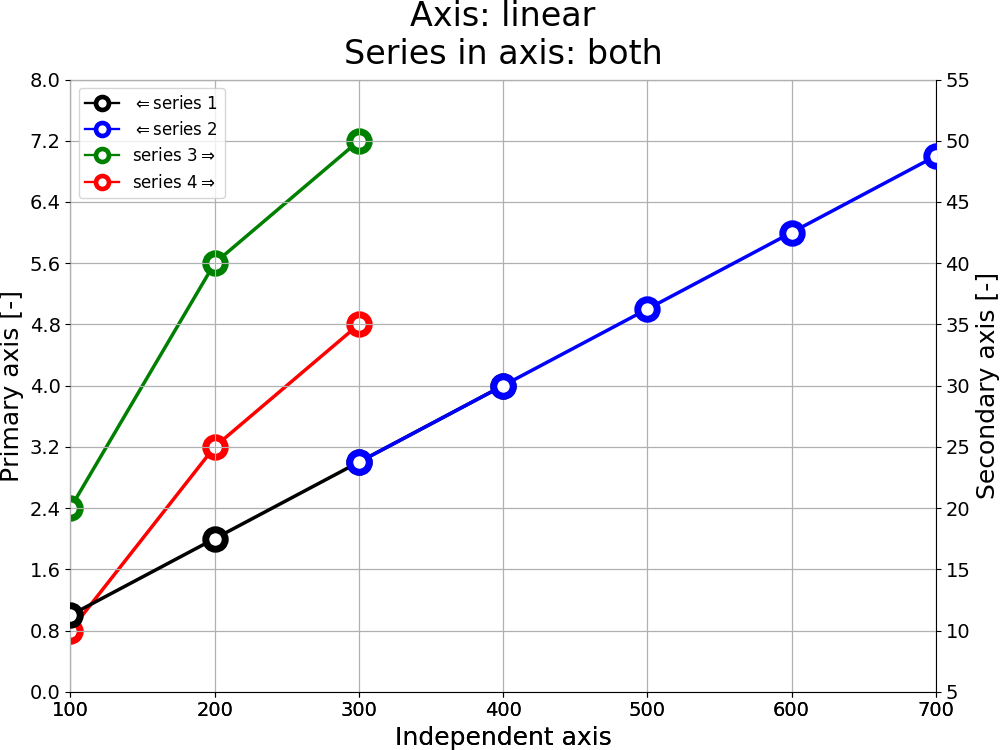 Axis: linear
Series in axis: both
⇐series 1
⇐series 2
series 3⇒
series 4⇒
Primary axis [-]
8.0
7.2
6.4
5.6
4.8
4.0
3.2
2.4
1.6
0.8
0.0
55
50
45
40
35
30
25
20
15
10
5
Secondary axis [-]
100 200 300 400 500 600 700
Independent axis